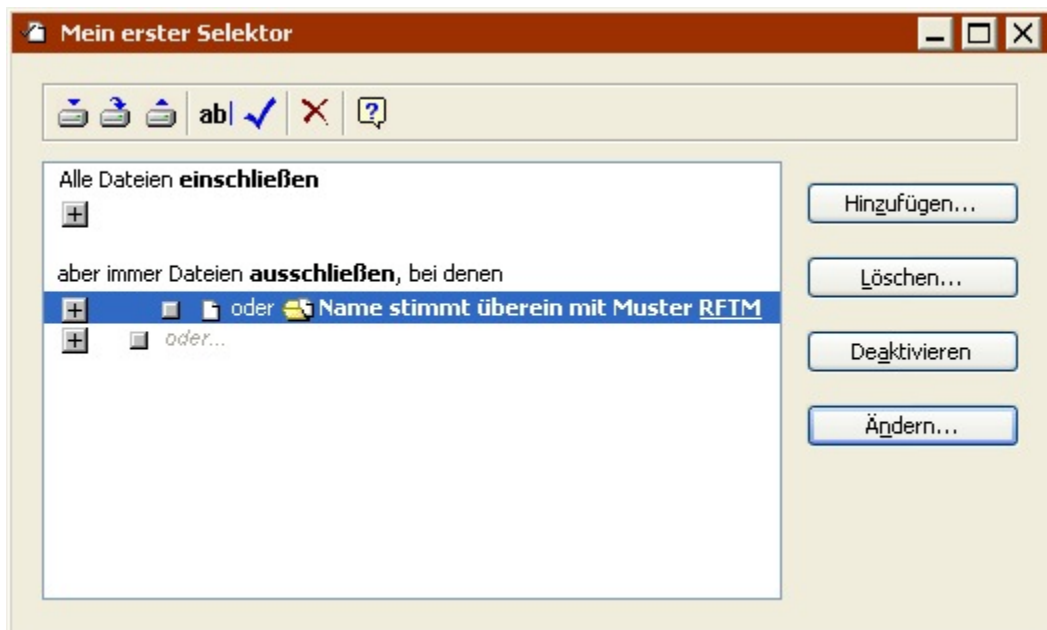 Mein erster Selektor
ab
Alle Dateien einschließen
aber immer Dateien ausschließen, bei denen
oder Name stimmt überein mit Muster RFTM
oder...
Hinzufügen...
Löschen...
Deaktivieren
Ändern...